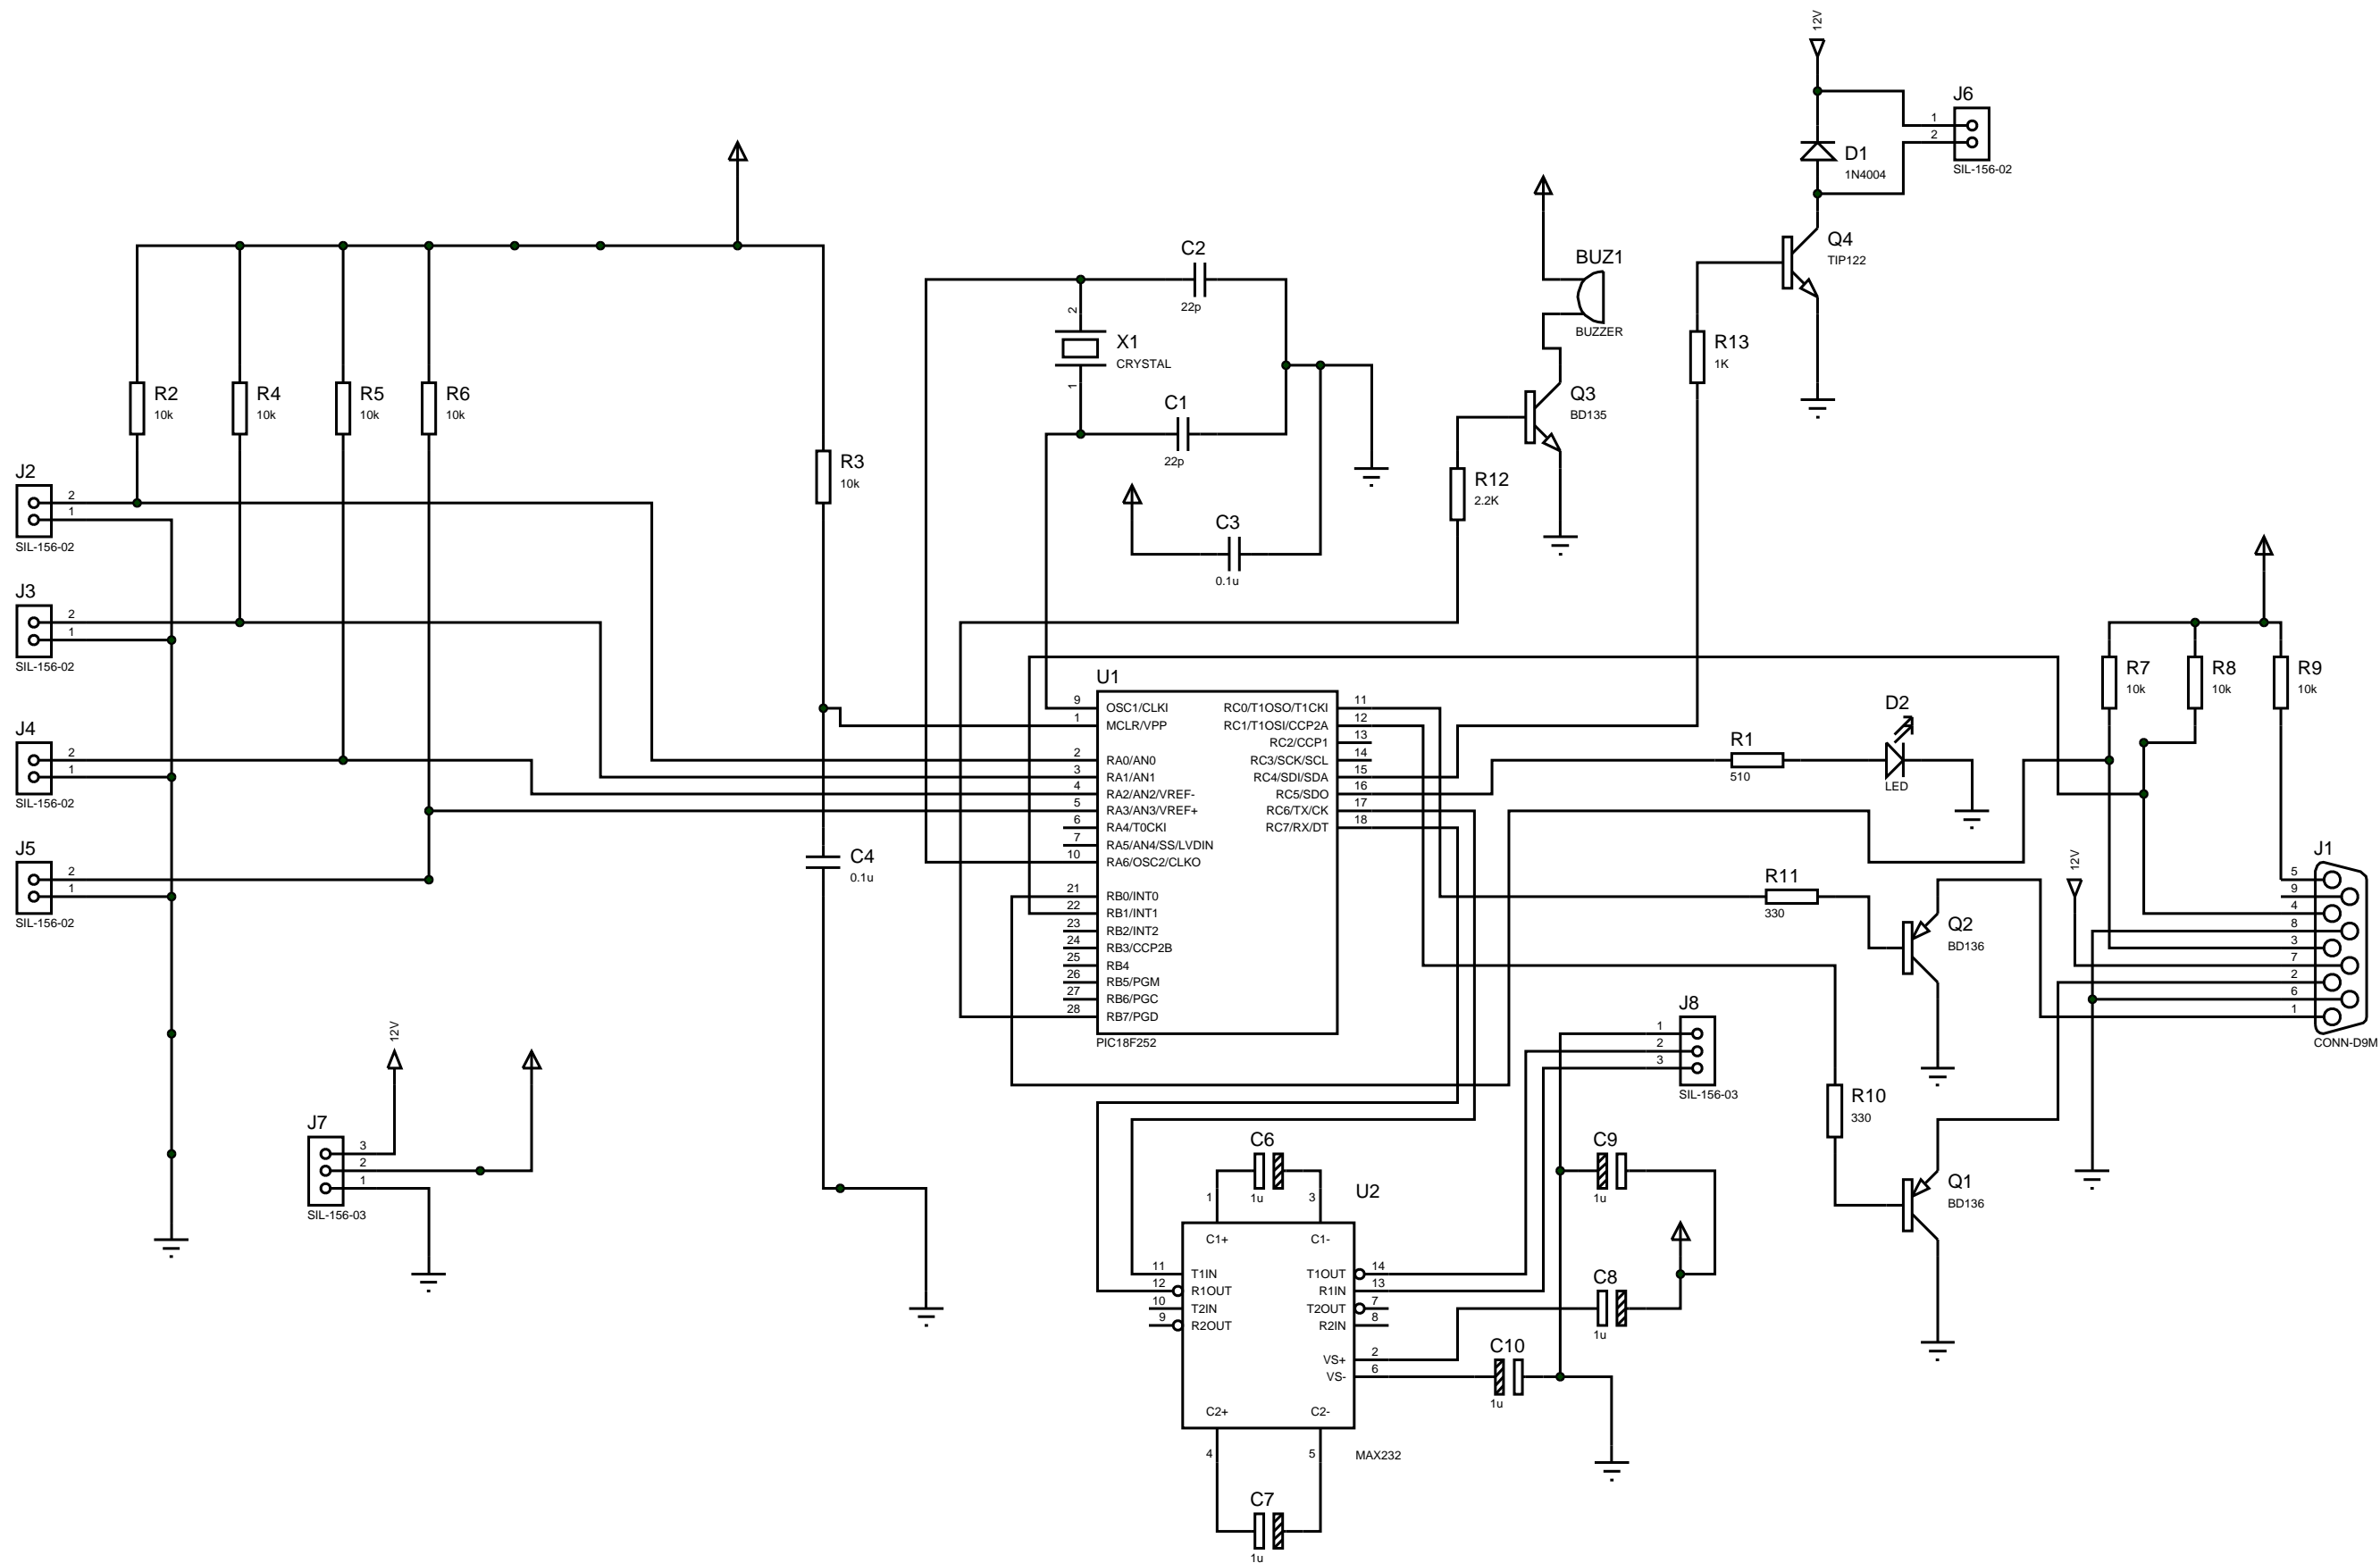 12V
J6
1
2
SIL-156-02
D1
1N4004
Q4
TIP122
BUZ1
BUZZER
C2
22p
2
X1
CRYSTAL
1
C1
22p
R13
1K
Q3
BD135
R2
10k
R4
10k
R5
10k
R6
10k
R3
10k
R12
2.2K
C3
0.1u
J2
2
1
SIL-156-02
J3
2
1
SIL-156-02
J4
2
1
SIL-156-02
J5
2
1
SIL-156-02
R7
10k
R8
10k
R9
10k
U1
9 OSC1/CLKI RC0/T1OSO/T1CKI 11
1 MCLR/VPP RC1/T1OSI/CCP2A 12
RC2/CCP1 13
2 RA0/AN0 RC3/SCK/SCL 14
3 RA1/AN1 RC4/SDI/SDA 15
4 RA2/AN2/VREF- RC5/SDO 16
5 RA3/AN3/VREF+ RC6/TX/CK 17
6 RA4/T0CKI RC7/RX/DT 18
7 RA5/AN4/SS/LVDIN
10 RA6/OSC2/CLKO
21 RB0/INT0
22 RB1/INT1
23 RB2/INT2
24 RB3/CCP2B
25 RB4
26 RB5/PGM
27 RB6/PGC
28 RB7/PGD
PIC18F252
C4
0.1u
D2
LED
R1
510
R11
330
Q2
BD136
12V
J1
5
9
4
8
3
7
2
6
1
CONN-D9M
J8
1
2
3
SIL-156-03
R10
330
Q1
BD136
12V
J7
3
2
1
SIL-156-03
C6
1u
1
3
U2
C9
1u
C1+ C1-
11 T1IN T1OUT 14
12 R1OUT R1IN 13
10 T2IN T2OUT 7
9 R2OUT R2IN 8
VS+ 2
VS- 6
C2+ C2-
4
5
MAX232
C8
1u
C10
1u
C7
1u